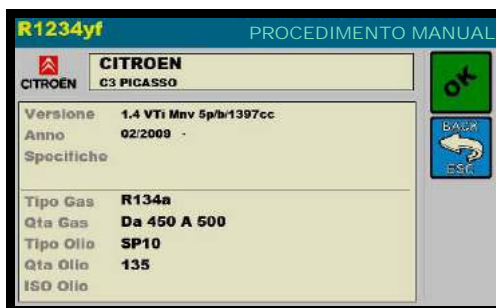 R1234yf
PROCEDIMENTO MANUAL
CITROËN
CITROEN
C3 PICASSO
Versione 1.4 VTi Mnv 5p/b/1397cc
Anno 02/2009 -
Specifiche
Tipo Gas R134a
Qta Gas Da 450 A 500
Tipo Olio SP10
Qta Olio 135
ISO Olio
OK
BACK
ESC